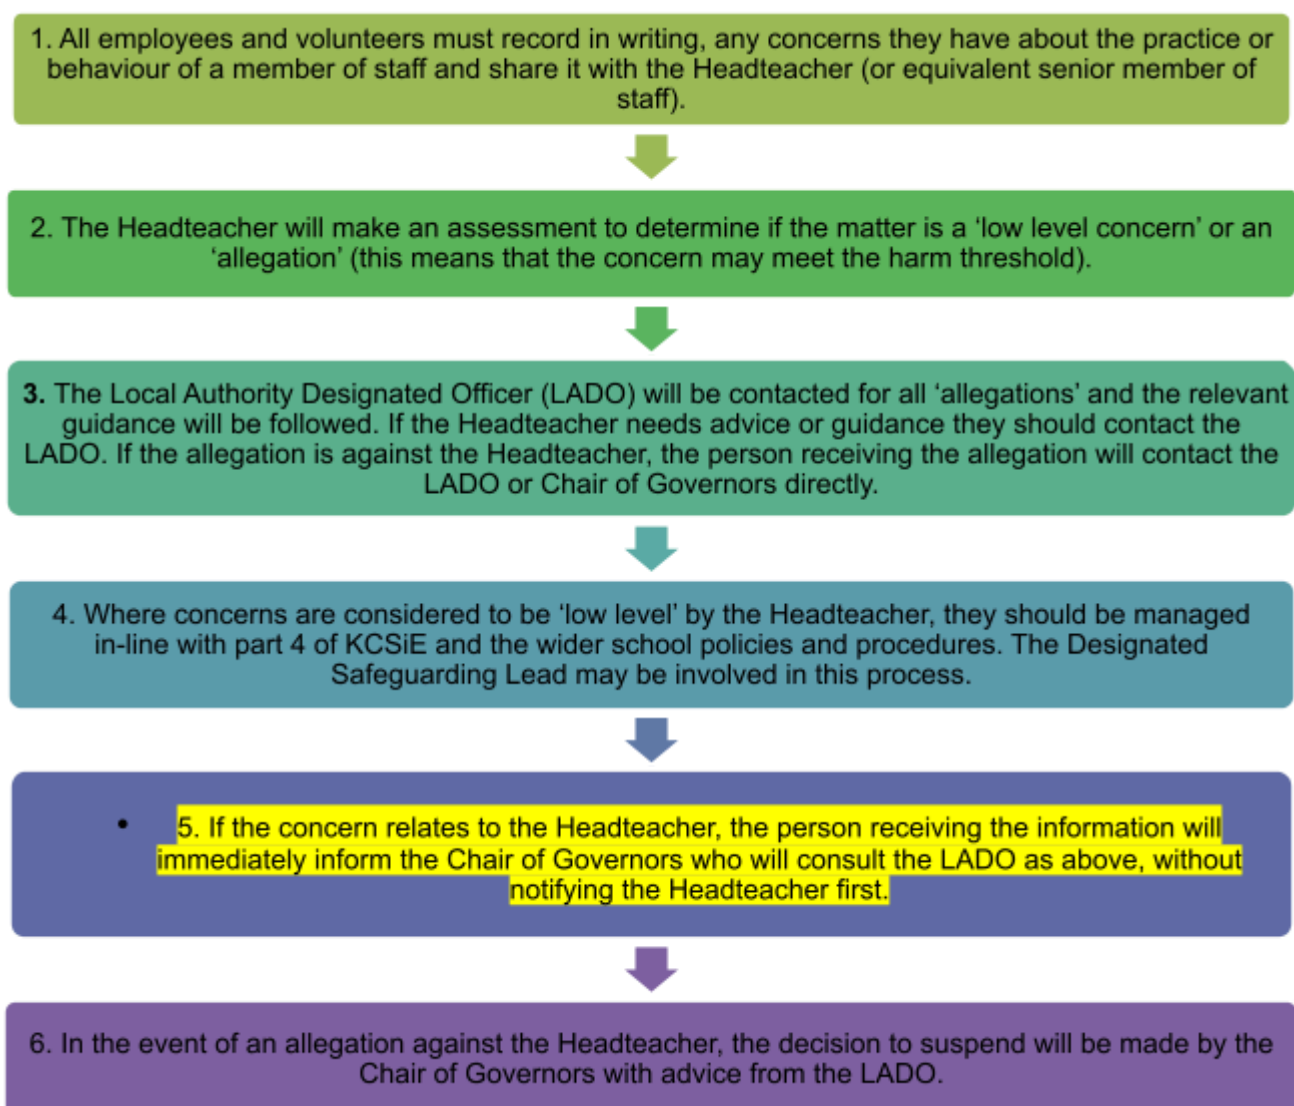 1. All employees and volunteers must record in writing, any concerns they have about the practice or
behaviour of a member of staff and share it with the Headteacher (or equivalent senior member of
staff).
2. The Headteacher will make an assessment to determine if the matter is a ‘low level concern’ or an
‘allegation’ (this means that the concern may meet the harm threshold).
3. The Local Authority Designated Officer (LADO) will be contacted for all ‘allegations’ and the relevant
guidance will be followed. If the Headteacher needs advice or guidance they should contact the
LADO. If the allegation is against the Headteacher, the person receiving the allegation will contact the
LADO or Chair of Governors directly.
4. Where concerns are considered to be ‘low level’ by the Headteacher, they should be managed
in-line with part 4 of KCSiE and the wider school policies and procedures. The Designated
Safeguarding Lead may be involved in this process.
• 5. If the concern relates to the Headteacher, the person receiving the information will
immediately inform the Chair of Governors who will consult the LADO as above, without
notifying the Headteacher first.
6. In the event of an allegation against the Headteacher, the decision to suspend will be made by the
Chair of Governors with advice from the LADO.